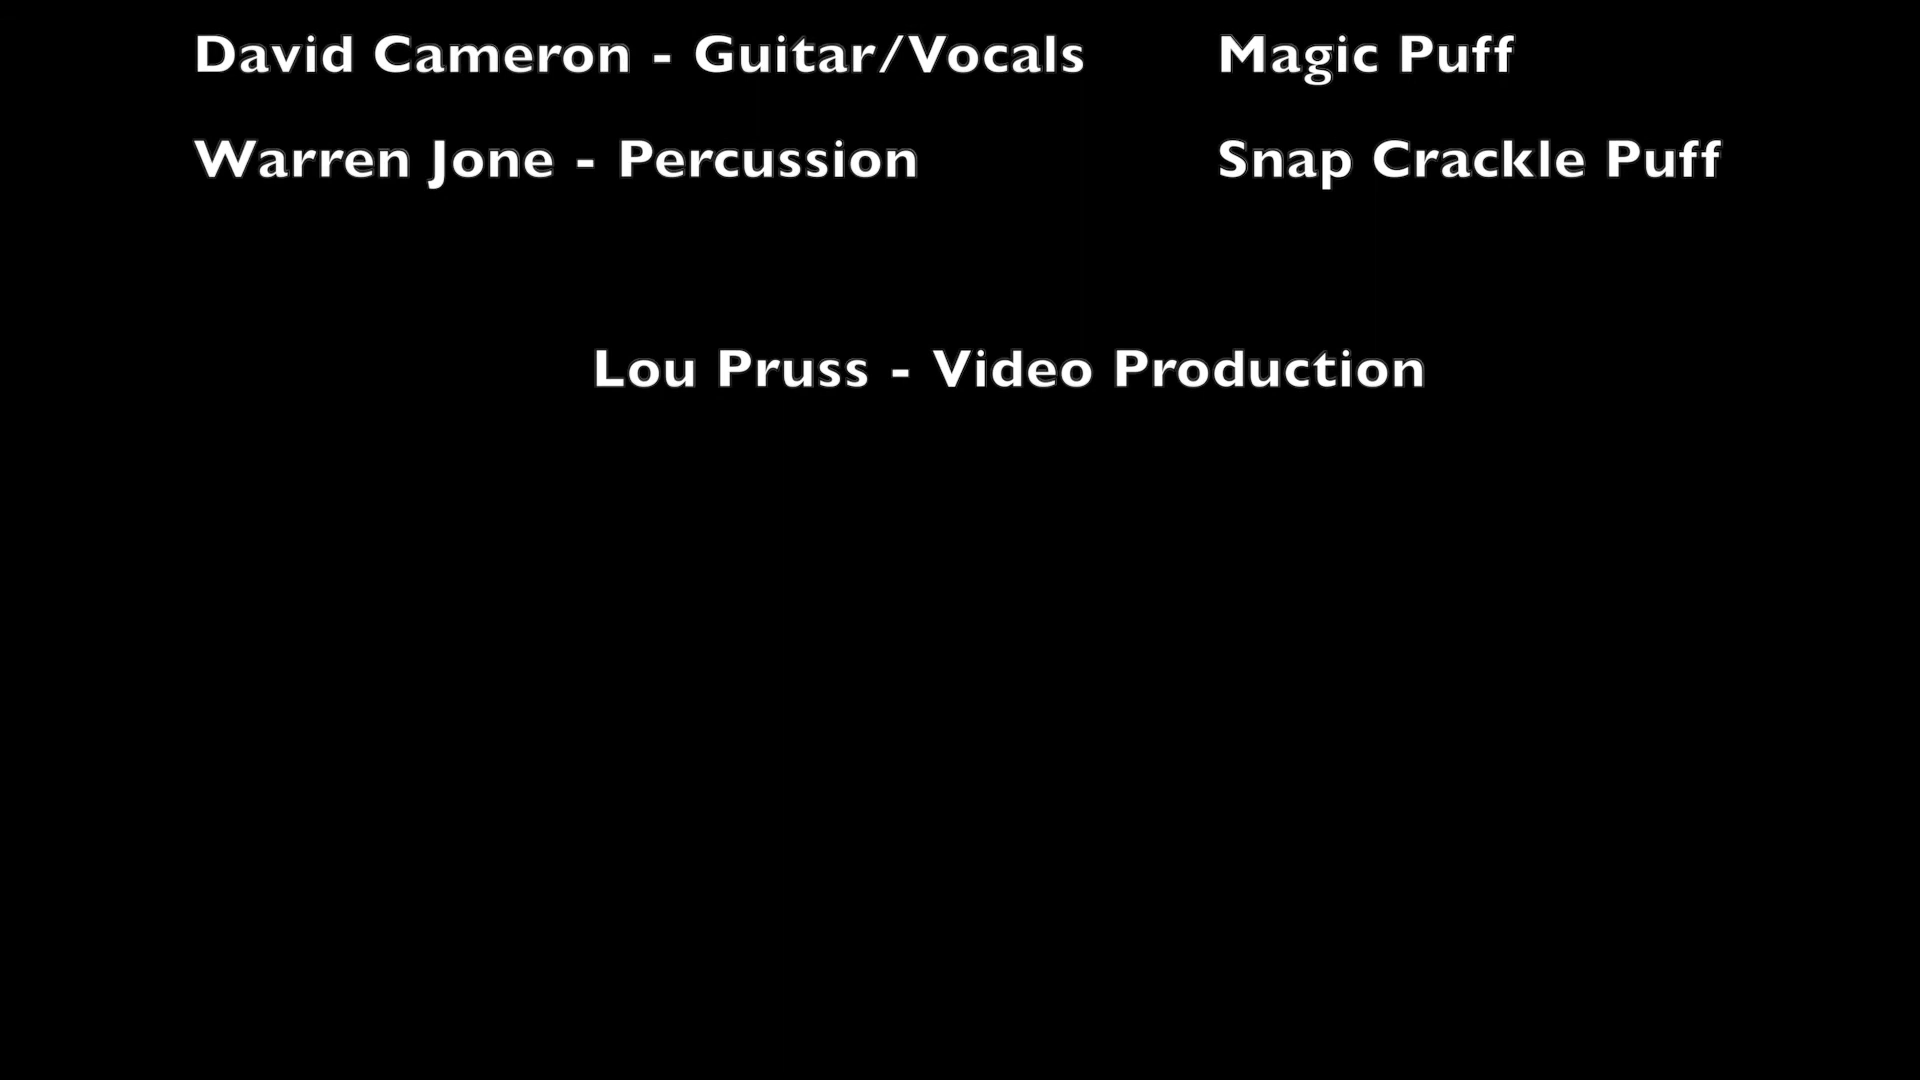 David Cameron - Guitar/Vocals Magic Puff
Warren Jone - Percussion Snap Crackle Puff
Lou Pruss - Video Production